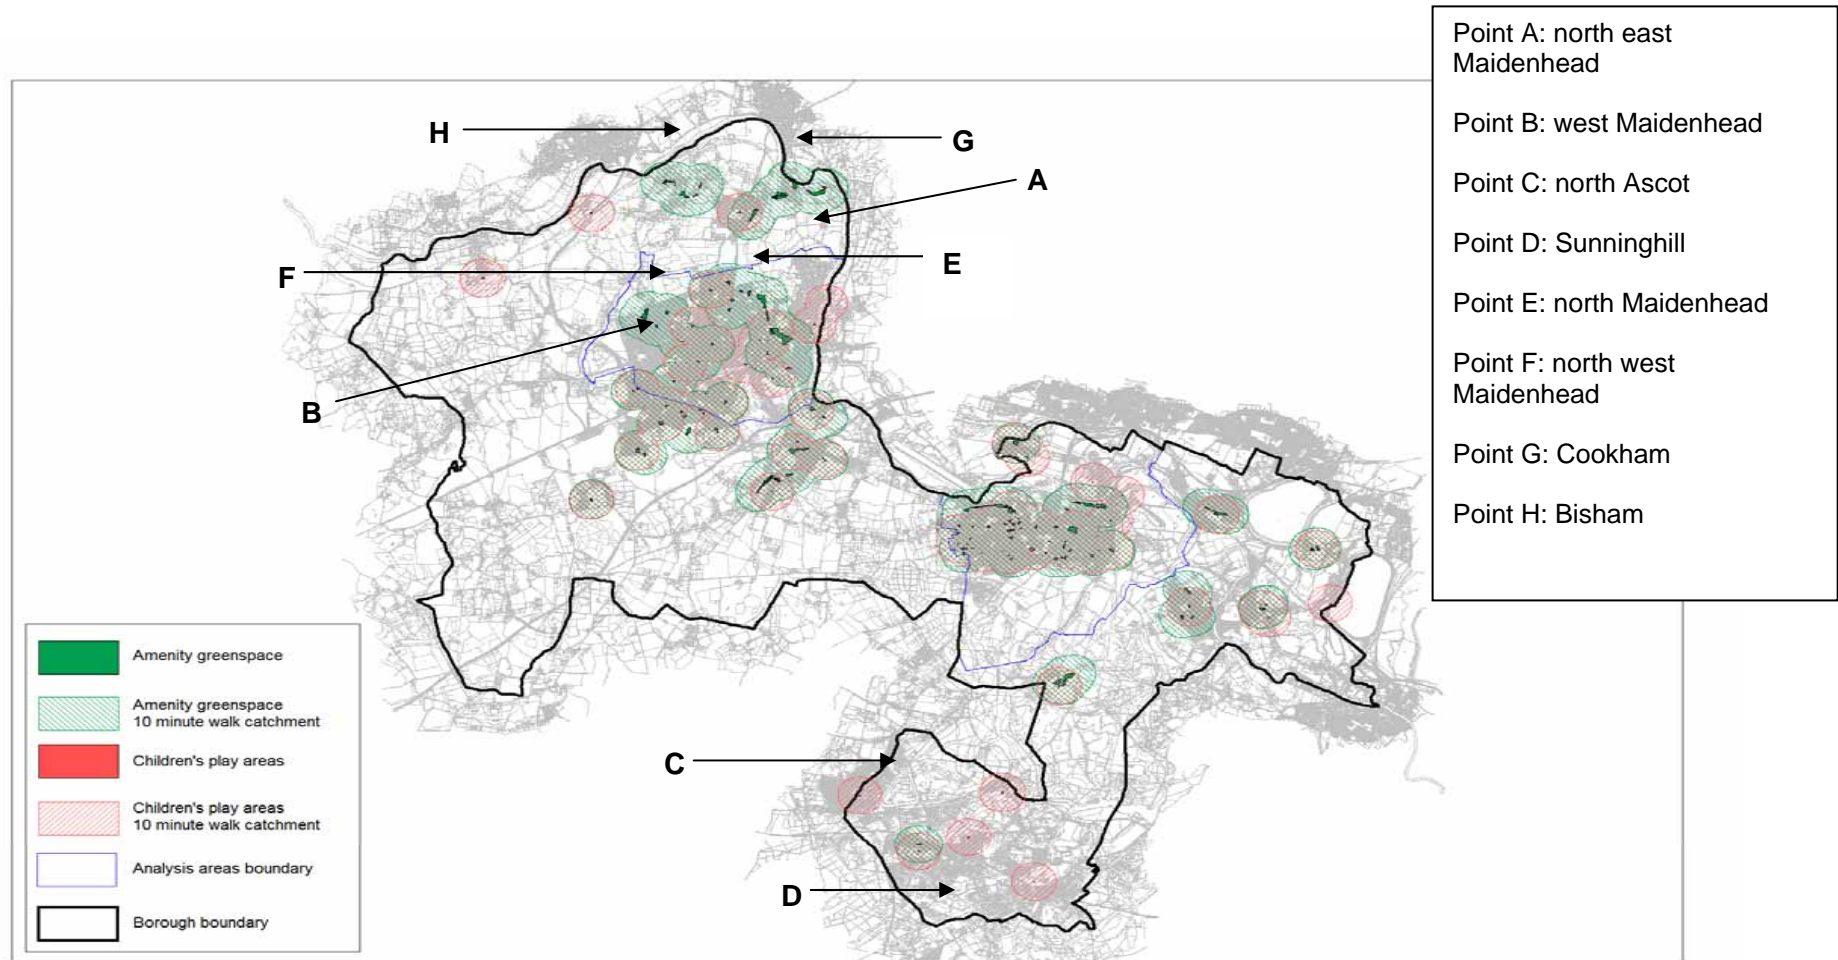 Point A: north east
Maidenhead
Point B: west Maidenhead
Point C: north Ascot
Point D: Sunninghill
Point E: north Maidenhead
Point F: north west
Maidenhead
Point G: Cookham
Point H: Bisham
H
G
A
E
F
B
C
D
Amenity greenspace
Amenity greenspace
10 minute walk catchment
Children's play areas
Children's play areas
10 minute walk catchment
Analysis areas boundary
Borough boundary